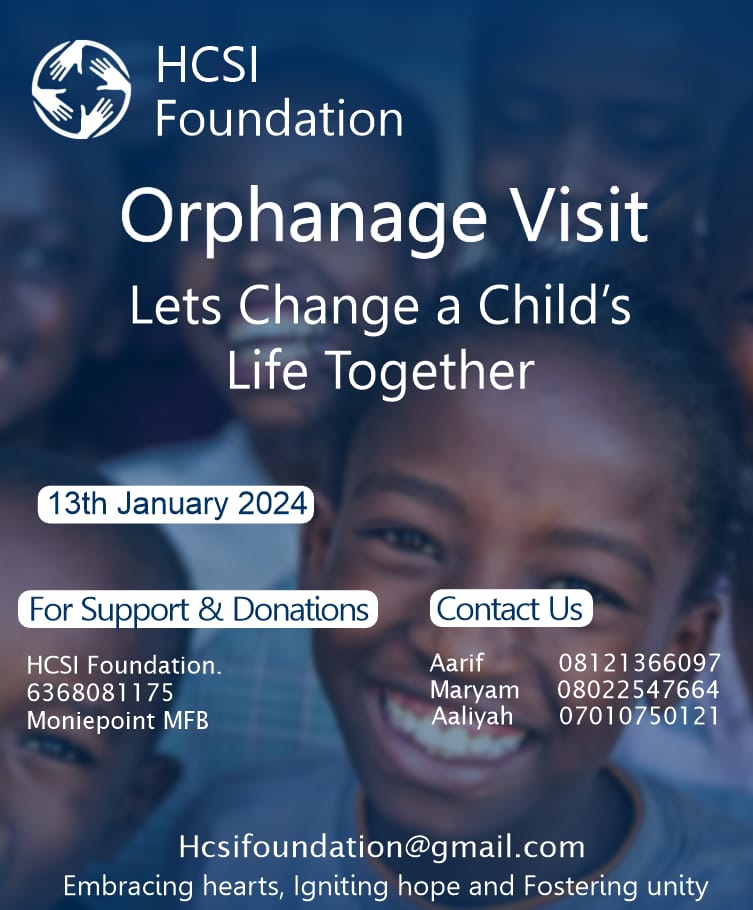 HCSI
Foundation
Orphanage Visit
Lets Change a Child's
Life Together
13th January 2024
For Support & Donations
HCSI Foundation.
6368081175
Moniepoint MFB
Contact Us
Aarif 08121366097
Maryam 08022547664
Aaliyah 07010750121
Hcsifoundation@gmail.com
Embracing hearts, Igniting hope and Fostering unity